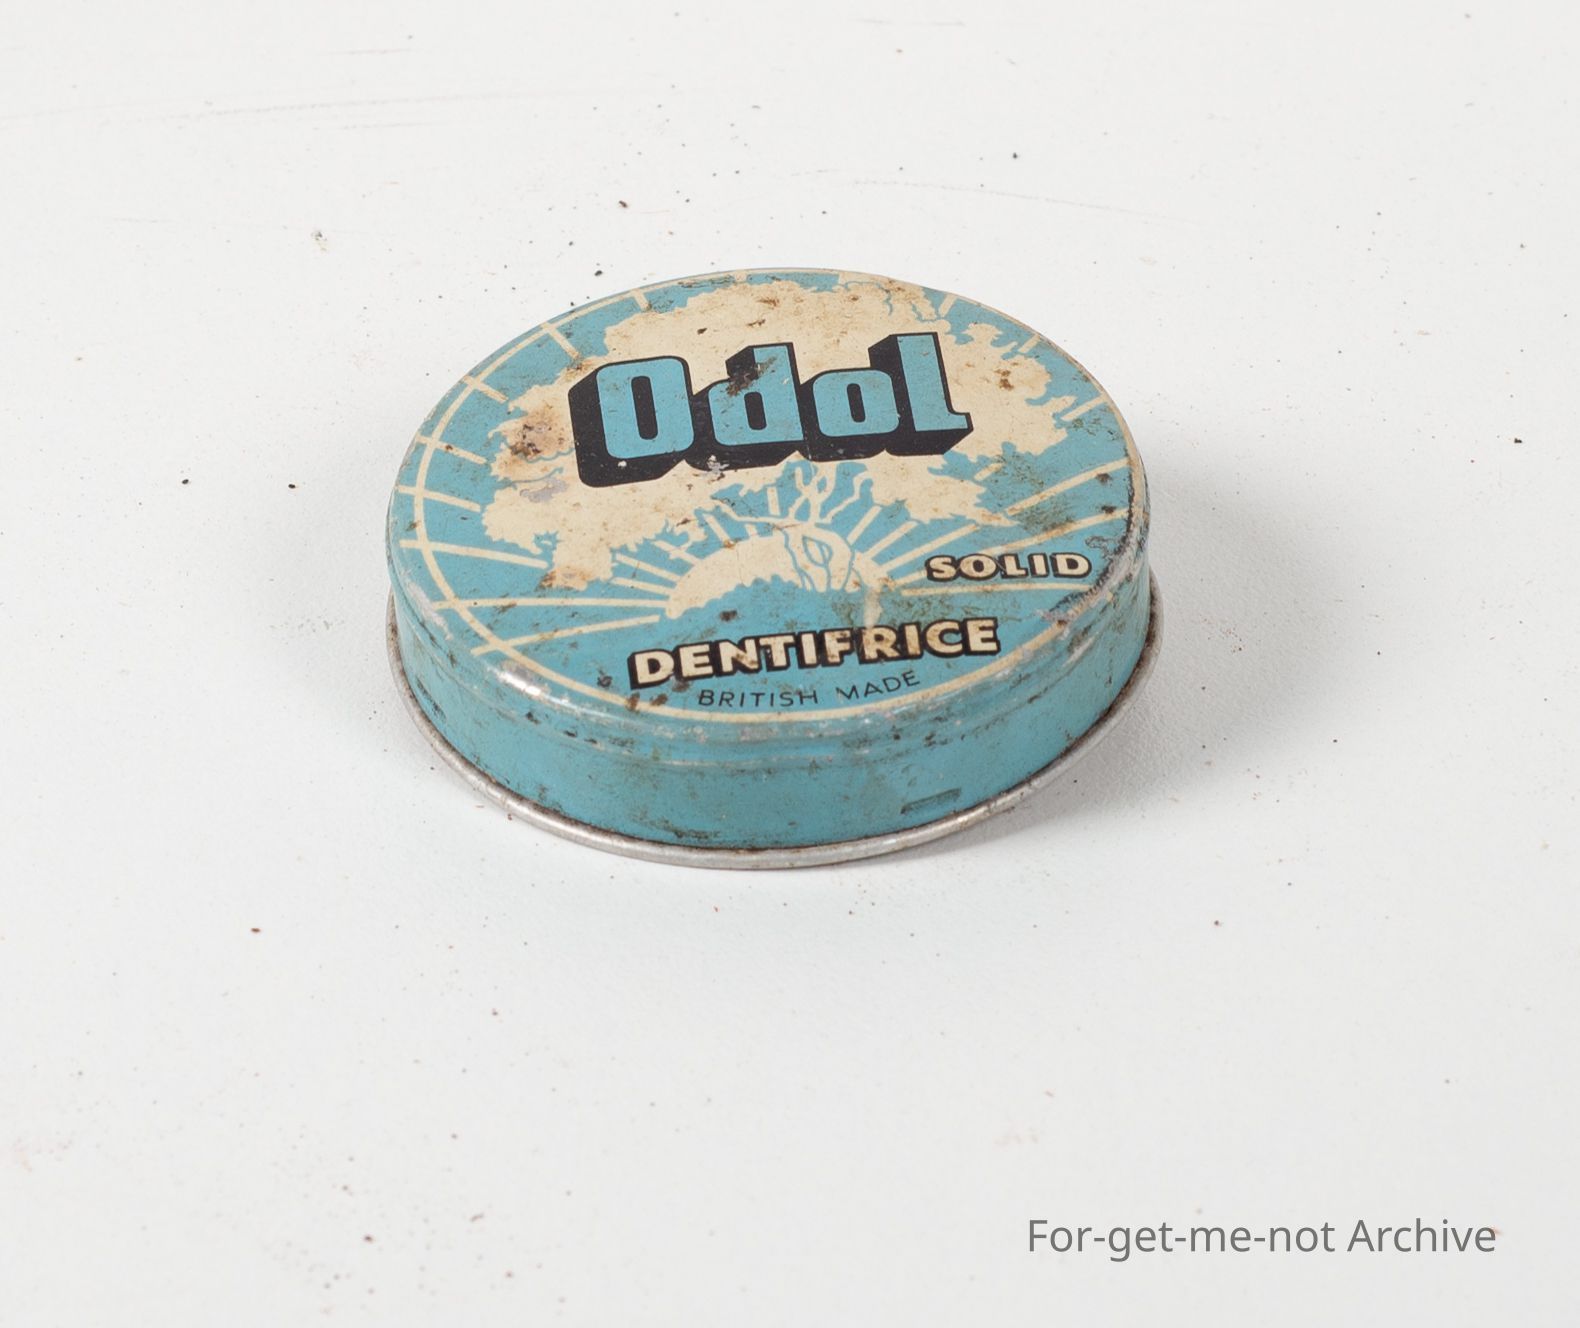 Odol
SOLID
DENTIFRICE
BRITISH MADE
For-get-me-not Archive